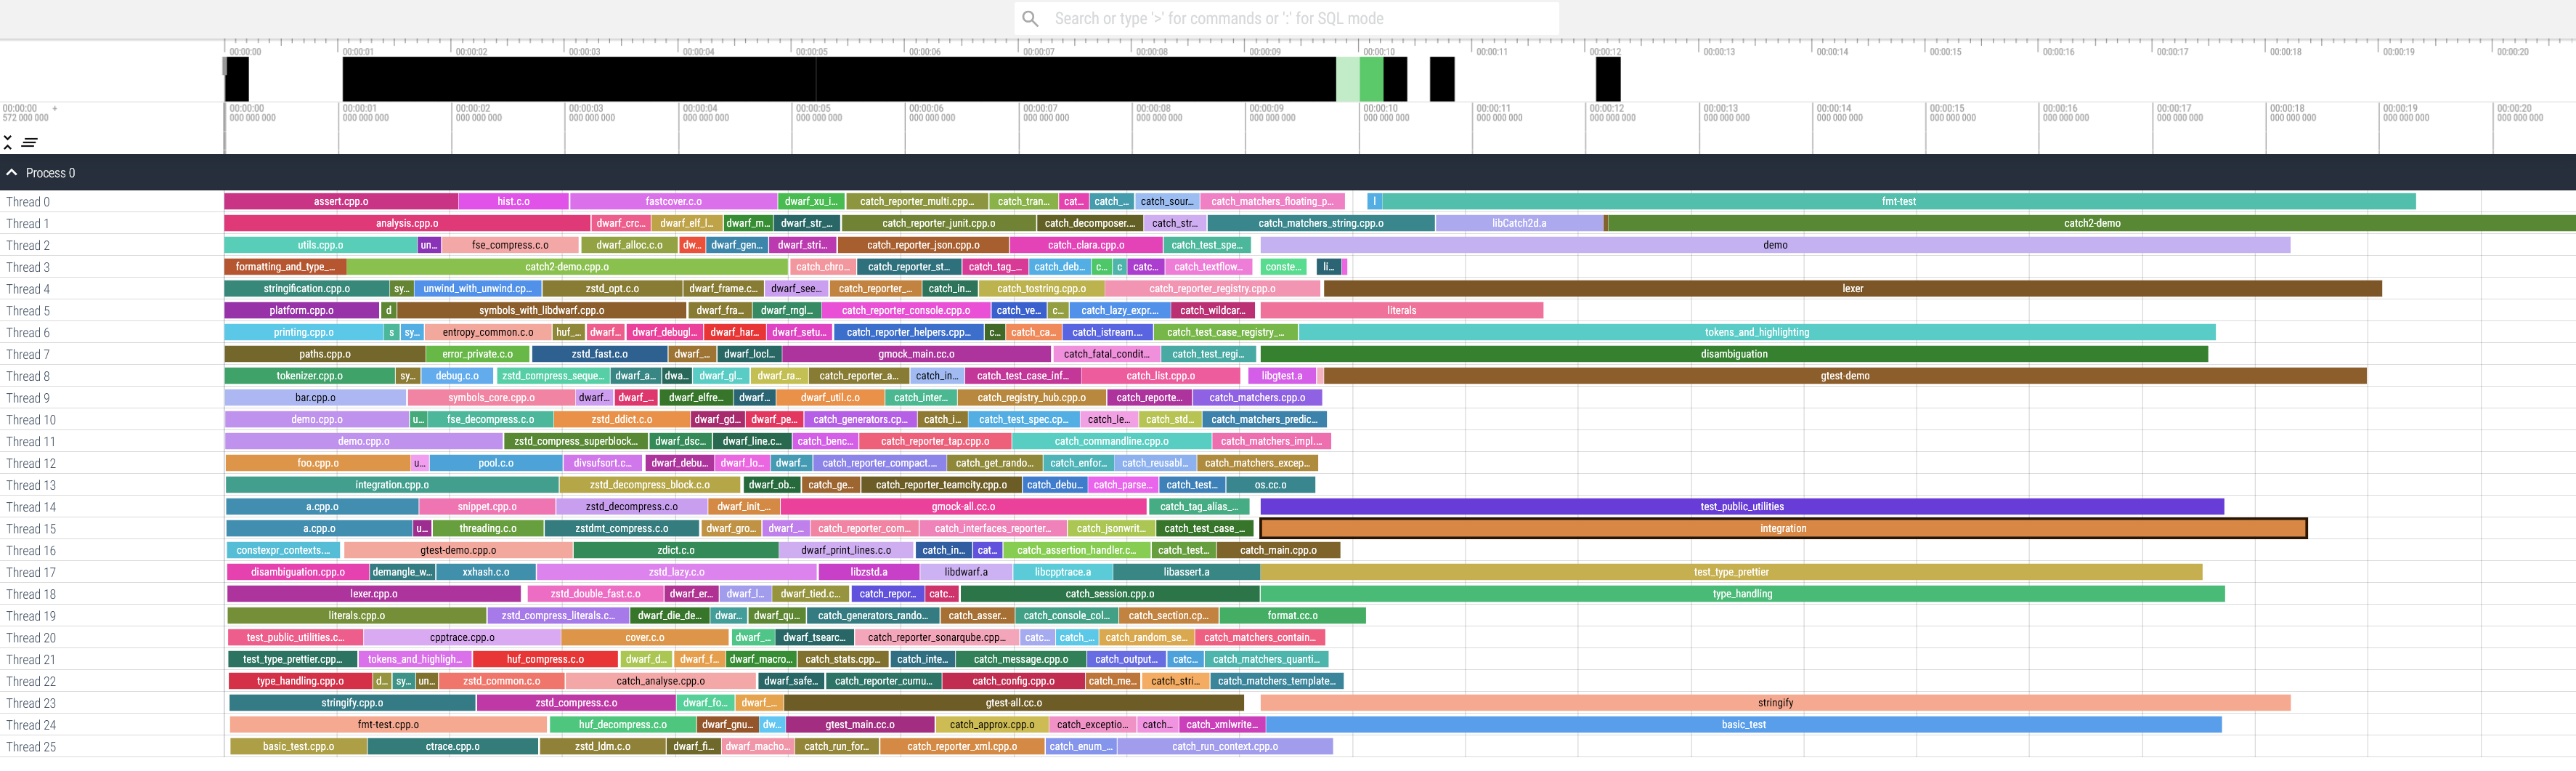 Search or type '>' for commands or ':' for SQL mode
00:00:00 00:00:01 00:00:02 00:00:03 00:00:04 00:00:05 00:00:06 00:00:07 00:00:08 00:00:09 00:00:10 00:00:11 00:00:12 00:00:13 00:00:14 00:00:15 00:00:16 00:00:17 00:00:18 00:00:19 00:00:20
00:00:00 + 00:00:00 00:00:01 00:00:02 00:00:03 00:00:04 00:00:05 00:00:06 00:00:07 00:00:08 00:00:09 00:00:10 00:00:11 00:00:12 00:00:13 00:00:14 00:00:15 00:00:16 00:00:17 00:00:18 00:00:19 00:00:20
572 000 000 000 000 000 000 000 000 000 000 000 000 000 000 000 000 000 000 000 000 000 000 000 000 000 000 000 000 000 000 000 000 000 000 000 000 000 000 000 000 000 000 000 000 000 000 000 000 000 000 000 000 000 000 000 000 000 000 000 000 000 000 000 000 000
Process 0
Thread 0 assert.cpp.o hist.c.o fastcover.c.o dwarf_xu_i... catch_reporter_multi.cpp... catch_tran... cat... catch_... catch_sour... catch_matchers_floating_p... l fmt-test
Thread 1 analysis.cpp.o dwarf_crc... dwarf_elf_l... dwarf_m... dwarf_str_... catch_reporter_junit.cpp.o catch_decomposer... catch_str... catch_matchers_string.cpp.o libCatch2d.a catch2-demo
Thread 2 utils.cpp.o un... fse_compress.c.o dwarf_alloc.c.o dw... dwarf_gen... dwarf_stri... catch_reporter_json.cpp.o catch_clara.cpp.o catch_test_spe... demo
Thread 3 formatting_and_type_... catch2-demo.cpp.o catch_chro... catch_reporter_st... catch_tag_... catch_deb... c... c catc... catch_textflow... conste... li...
Thread 4 stringification.cpp.o sy... unwind_with_unwind.cp... zstd_opt.c.o dwarf_frame.c... dwarf_see... catch_reporter_... catch_in... catch_tostring.cpp.o catch_reporter_registry.cpp.o lexer
Thread 5 platform.cpp.o d symbols_with_libdwarf.cpp.o dwarf_fra... dwarf_rngl... catch_reporter_console.cpp.o catch_ve... c... catch_lazy_expr.... catch_wildcar... literals
Thread 6 printing.cpp.o s sy... entropy_common.c.o huf_... dwarf... dwarf_debugl... dwarf_har... dwarf_setu... catch_reporter_helpers.cpp... c... catch_ca... catch_istream.... catch_test_case_registry_... tokens_and_highlighting
Thread 7 paths.cpp.o error_private.c.o zstd_fast.c.o dwarf_... dwarf_locl... gmock_main.cc.o catch_fatal_condit... catch_test_regi... disambiguation
Thread 8 tokenizer.cpp.o sy... debug.c.o zstd_compress_seque... dwarf_a... dwa... dwarf_gl... dwarf_ra... catch_reporter_a... catch_in... catch_test_case_inf... catch_list.cpp.o libgtest.a gtest-demo
Thread 9 bar.cpp.o symbols_core.cpp.o dwarf... dwarf_... dwarf_elfre... dwarf... dwarf_util.c.o catch_inter... catch_registry_hub.cpp.o catch_reporte... catch_matchers.cpp.o
Thread 10 demo.cpp.o u... fse_decompress.c.o zstd_ddict.c.o dwarf_gd... dwarf_pe... catch_generators.cp... catch_i... catch_test_spec.cp... catch_le... catch_std... catch_matchers_predic...
Thread 11 demo.cpp.o zstd_compress_superblock... dwarf_dsc... dwarf_line.c... catch_benc... catch_reporter_tap.cpp.o catch_commandline.cpp.o catch_matchers_impl....
Thread 12 foo.cpp.o u... pool.c.o divsufsort.c... dwarf_debu... dwarf_lo... dwarf... catch_reporter_compact.... catch_get_rando... catch_enfor... catch_reusabl... catch_matchers_excep...
Thread 13 integration.cpp.o zstd_decompress_block.c.o dwarf_ob... catch_ge... catch_reporter_teamcity.cpp.o catch_debu... catch_parse... catch_test... os.cc.o
Thread 14 a.cpp.o snippet.cpp.o zstd_decompress.c.o dwarf_init_... gmock-all.cc.o catch_tag_alias_... test_public_utilities
Thread 15 a.cpp.o u... threading.c.o zstdmt_compress.c.o dwarf_gro... dwarf_... catch_reporter_com... catch_interfaces_reporter... catch_jsonwrit... catch_test_case_... integration
Thread 16 constexpr_contexts.... gtest-demo.cpp.o zdict.c.o dwarf_print_lines.c.o catch_in... cat... catch_assertion_handler.c... catch_test... catch_main.cpp.o
Thread 17 disambiguation.cpp.o demangle_w... xxhash.c.o zstd_lazy.c.o libzstd.a libdwarf.a libcpptrace.a libassert.a test_type_prettier
Thread 18 lexer.cpp.o zstd_double_fast.c.o dwarf_er... dwarf_l... dwarf_tied.c... catch_repor... catc... catch_session.cpp.o type_handling
Thread 19 literals.cpp.o zstd_compress_literals.c... dwarf_die_de... dwar... dwarf_qu... catch_generators_rando... catch_asser... catch_console_col... catch_section.cp... format.cc.o
Thread 20 test_public_utilities.c... cpptrace.cpp.o cover.c.o dwarf_... dwarf_tsearc... catch_reporter_sonarqube.cpp... catc... catch_... catch_random_se... catch_matchers_contain...
Thread 21 test_type_prettier.cpp... tokens_and_highligh... huf_compress.c.o dwarf_d... dwarf_f... dwarf_macro... catch_stats.cpp... catch_inte... catch_message.cpp.o catch_output... catc... catch_matchers_quanti...
Thread 22 type_handling.cpp.o d... sy... un... zstd_common.c.o catch_analyse.cpp.o dwarf_safe... catch_reporter_cumu... catch_config.cpp.o catch_me... catch_stri... catch_matchers_template...
Thread 23 stringify.cpp.o zstd_compress.c.o dwarf_fo... dwarf_... gtest-all.cc.o stringify
Thread 24 fmt-test.cpp.o huf_decompress.c.o dwarf_gnu... dw... gtest_main.cc.o catch_approx.cpp.o catch_exceptio... catch... catch_xmlwrite... basic_test
Thread 25 basic_test.cpp.o ctrace.cpp.o zstd_ldm.c.o dwarf_fi... dwarf_macho... catch_run_for... catch_reporter_xml.cpp.o catch_enum_... catch_run_context.cpp.o